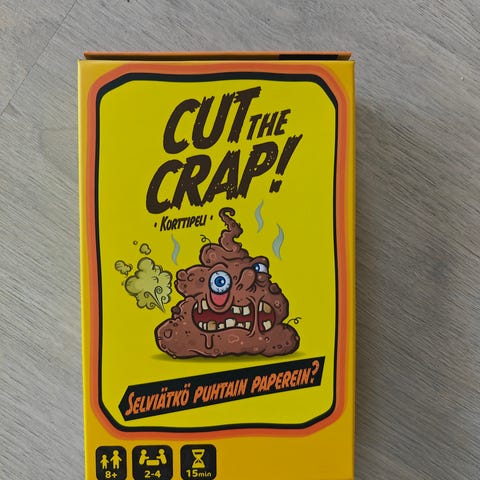 CUT THE
CRAP!
· KORTTIPELI ·
SELVIÄTKÖ PUHTAIN PAPEREIN?
8+ 2-4 15min